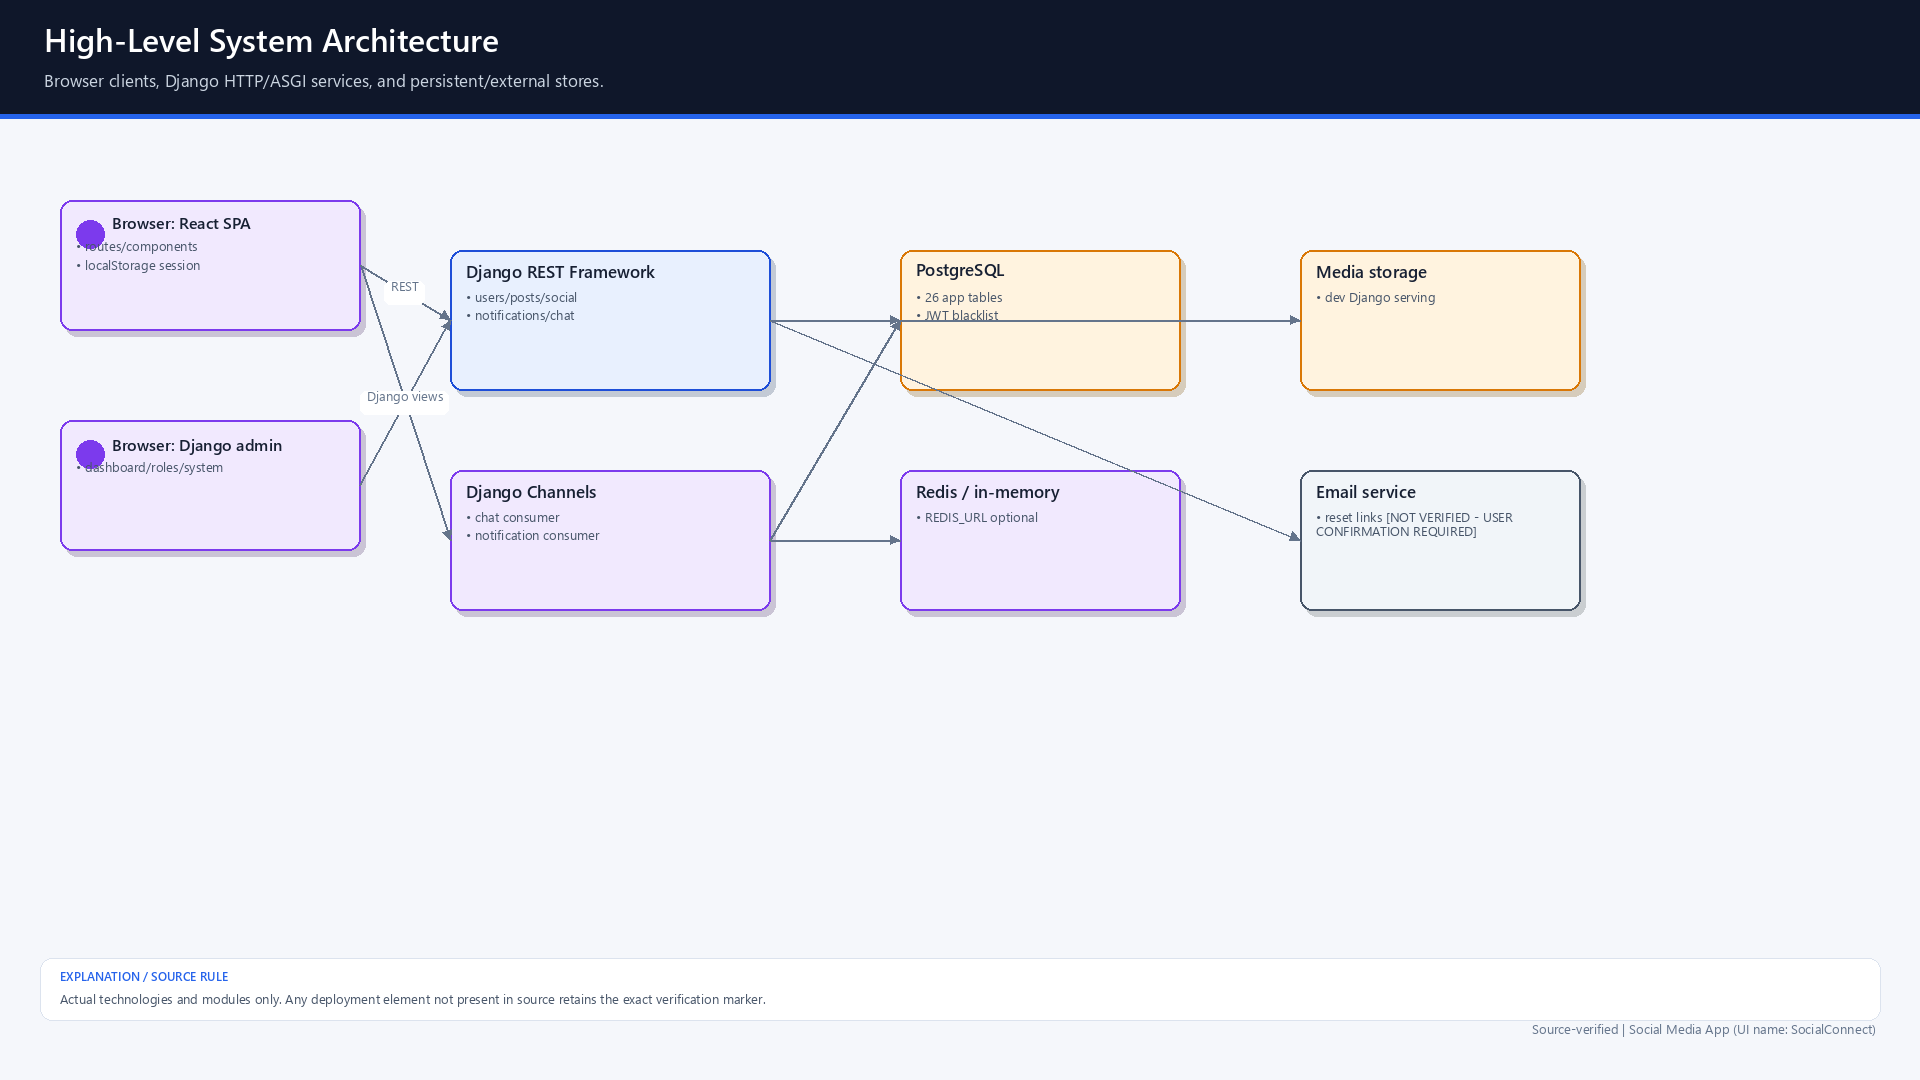 High-Level System Architecture
Browser clients, Django HTTP/ASGI services, and persistent/external stores.
Browser: React SPA
• routes/components
• localStorage session
REST
Django REST Framework
• users/posts/social
• notifications/chat
PostgreSQL
• 26 app tables
• JWT blacklist
Media storage
• dev Django serving
Django views
Browser: Django admin
• dashboard/roles/system
Django Channels
• chat consumer
• notification consumer
Redis / in-memory
• REDIS_URL optional
Email service
• reset links [NOT VERIFIED - USER
CONFIRMATION REQUIRED]
EXPLANATION / SOURCE RULE
Actual technologies and modules only. Any deployment element not present in source retains the exact verification marker.
Source-verified | Social Media App (UI name: SocialConnect)